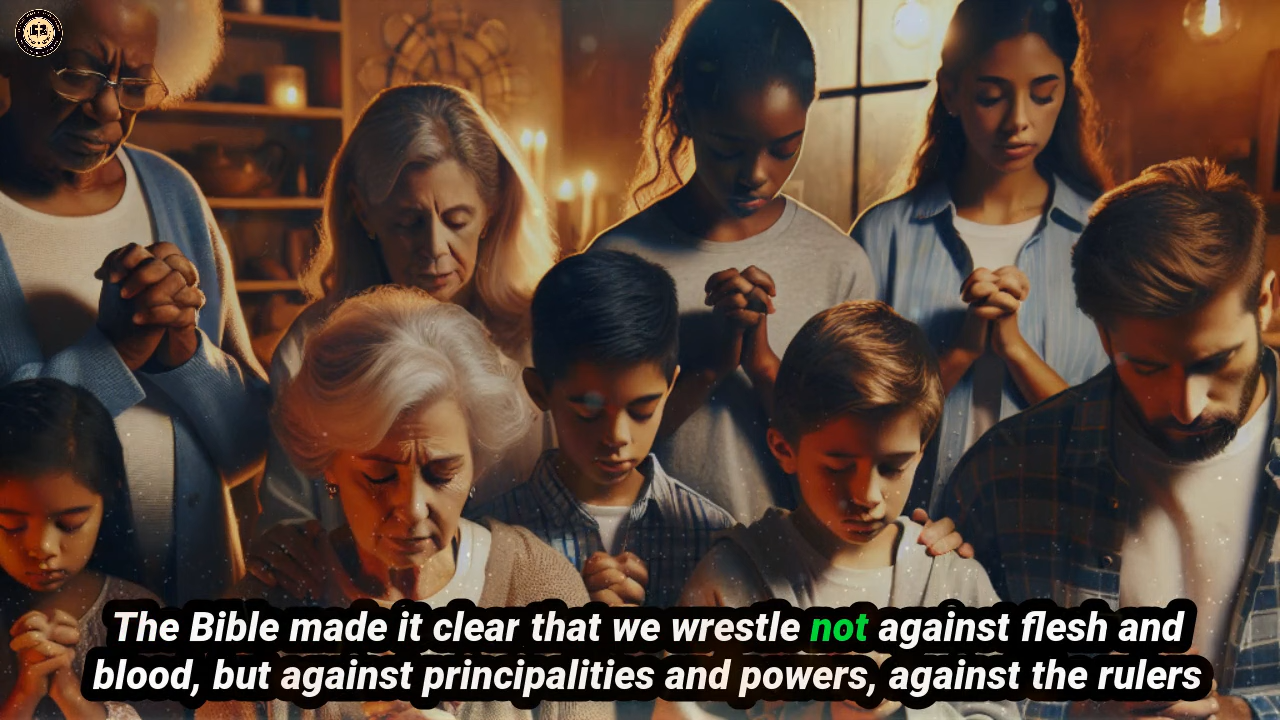 The Bible made it clear that we wrestle not against flesh and
blood, but against principalities and powers, against the rulers